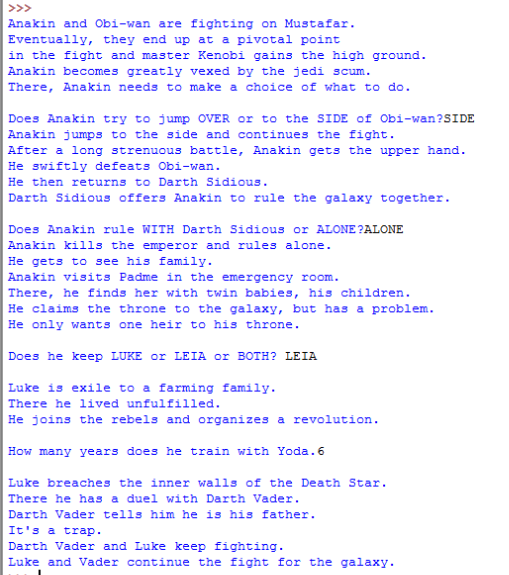 >>>
Anakin and Obi-wan are fighting on Mustafar.
Eventually, they end up at a pivotal point
in the fight and master Kenobi gains the high ground.
Anakin becomes greatly vexed by the jedi scum.
There, Anakin needs to make a choice of what to do.
Does Anakin try to jump OVER or to the SIDE of Obi-wan?SIDE
Anakin jumps to the side and continues the fight.
After a long strenuous battle, Anakin gets the upper hand.
He swiftly defeats Obi-wan.
He then returns to Darth Sidious.
Darth Sidious offers Anakin to rule the galaxy together.
Does Anakin rule WITH Darth Sidious or ALONE?ALONE
Anakin kills the emperor and rules alone.
He gets to see his family.
Anakin visits Padme in the emergency room.
There, he finds her with twin babies, his children.
He claims the throne to the galaxy, but has a problem.
He only wants one heir to his throne.
Does he keep LUKE or LEIA or BOTH? LEIA
Luke is exile to a farming family.
There he lived unfulfilled.
He joins the rebels and organizes a revolution.
How many years does he train with Yoda.6
Luke breaches the inner walls of the Death Star.
There he has a duel with Darth Vader.
Darth Vader tells him he is his father.
It's a trap.
Darth Vader and Luke keep fighting.
Luke and Vader continue the fight for the galaxy.